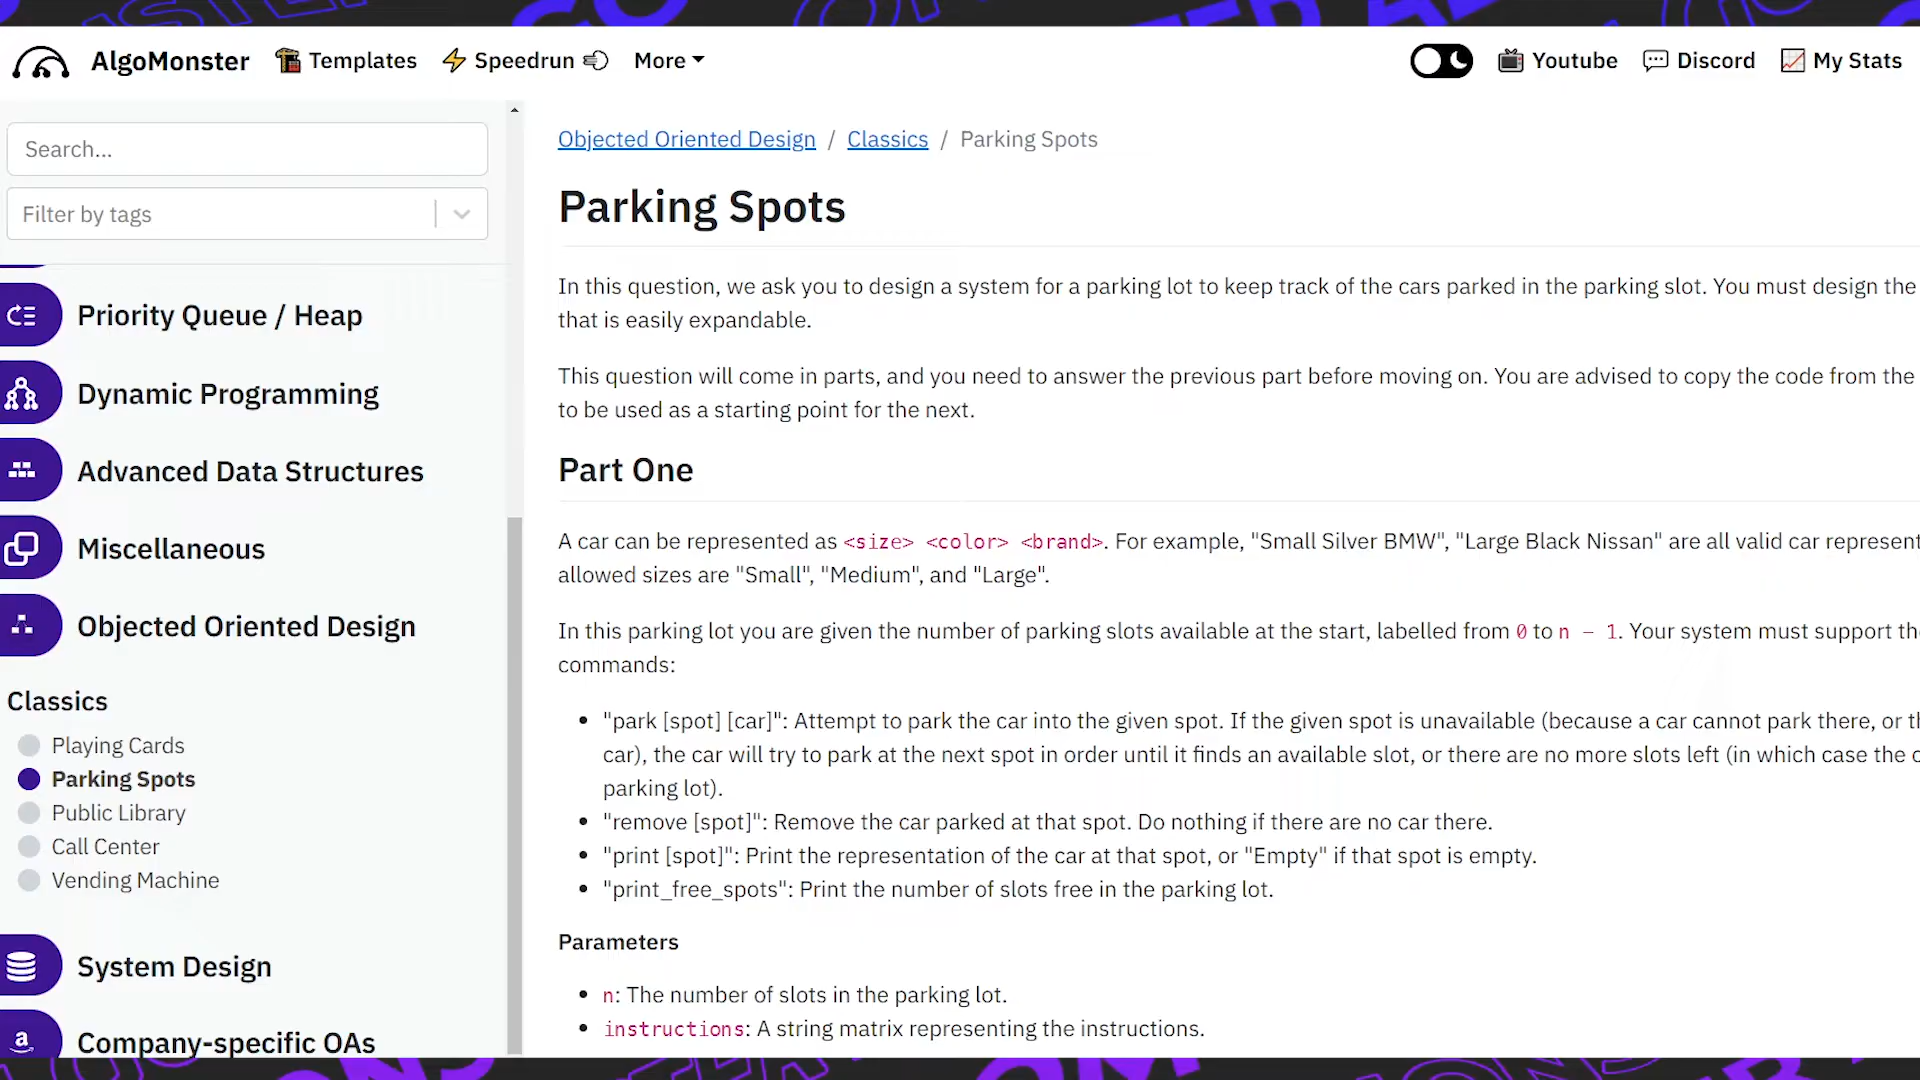 AlgoMonster
Templates
Speedrun
More
Youtube
Discord
My Stats
Search...
Filter by tags
Priority Queue / Heap
Dynamic Programming
Advanced Data Structures
Miscellaneous
Objected Oriented Design
Classics
Playing Cards
Parking Spots
Public Library
Call Center
Vending Machine
System Design
Company-specific OAs
Objected Oriented Design / Classics / Parking Spots
Parking Spots
In this question, we ask you to design a system for a parking lot to keep track of the cars parked in the parking slot. You must design the
that is easily expandable.
This question will come in parts, and you need to answer the previous part before moving on. You are advised to copy the code from the
to be used as a starting point for the next.
Part One
A car can be represented as <size> <color> <brand>. For example, "Small Silver BMW", "Large Black Nissan" are all valid car represent
allowed sizes are "Small", "Medium", and "Large".
In this parking lot you are given the number of parking slots available at the start, labelled from 0 to n - 1. Your system must support th
commands:
"park [spot] [car]": Attempt to park the car into the given spot. If the given spot is unavailable (because a car cannot park there, or th
car), the car will try to park at the next spot in order until it finds an available slot, or there are no more slots left (in which case the c
parking lot).
"remove [spot]": Remove the car parked at that spot. Do nothing if there are no car there.
"print [spot]": Print the representation of the car at that spot, or "Empty" if that spot is empty.
"print_free_spots": Print the number of slots free in the parking lot.
Parameters
n: The number of slots in the parking lot.
instructions: A string matrix representing the instructions.